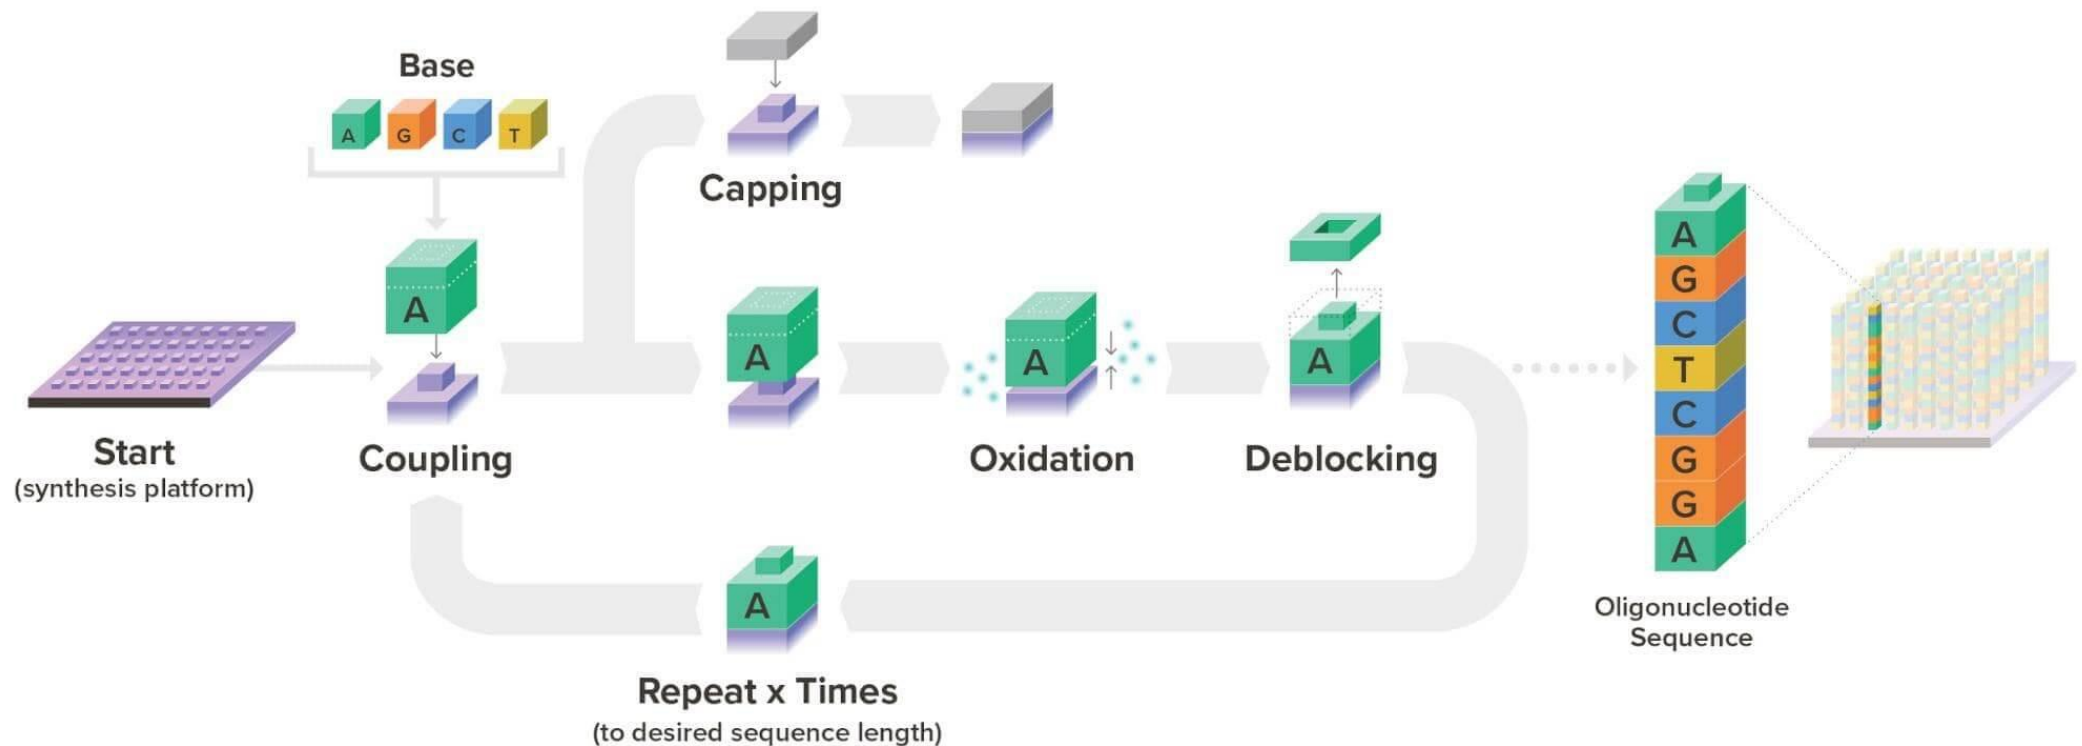 Base
A G C T
A
Capping
Start
(synthesis platform)
Coupling
A
A
Oxidation
A
Deblocking
A
Repeat x Times
(to desired sequence length)
A
G
C
T
C
G
G
A
Oligonucleotide
Sequence